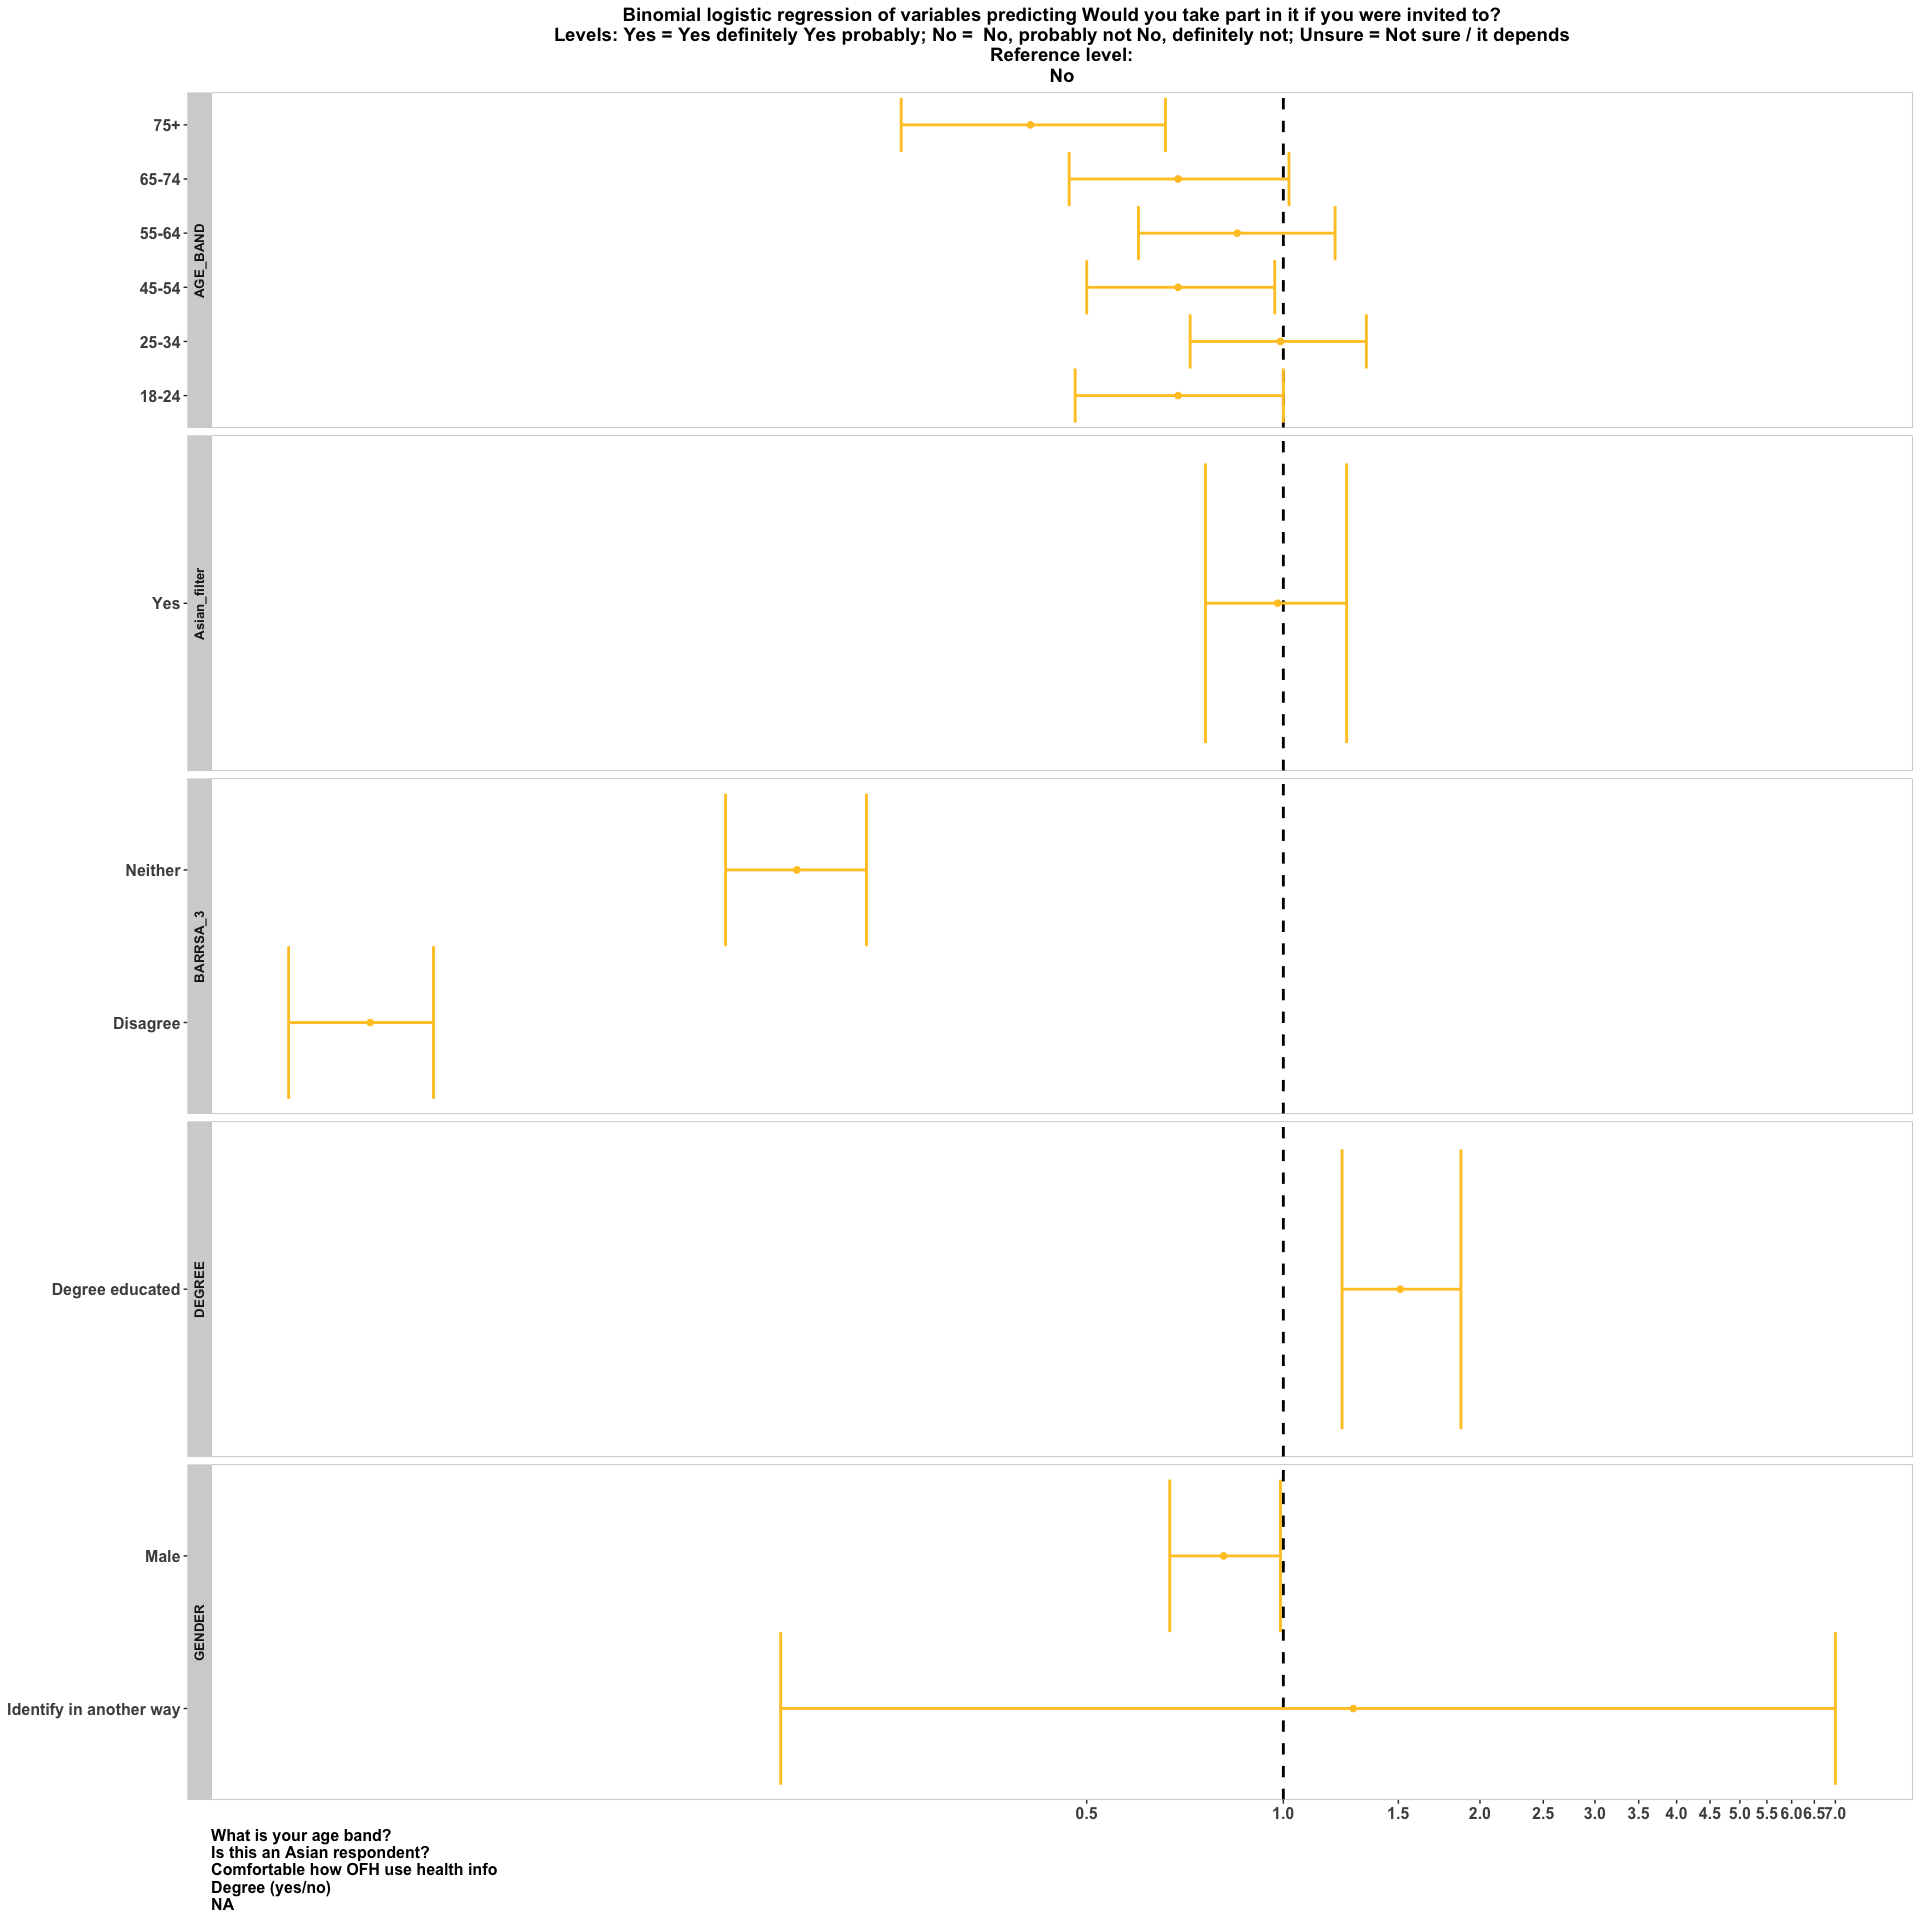 Binomial logistic regression of variables predicting Would you take part in it if you were invited to?
Levels: Yes = Yes definitely Yes probably; No =  No, probably not No, definitely not; Unsure = Not sure / it depends
Reference level:
No
AGE_BAND
75+
65-74
55-64
45-54
25-34
18-24
Asian_filter
Yes
BARRSA_3
Neither
Disagree
DEGREE
Degree educated
GENDER
Male
Identify in another way
0.5 1.0 1.5 2.0 2.5 3.0 3.5 4.0 4.5 5.0 5.5 6.0 6.5 7.0
What is your age band?
Is this an Asian respondent?
Comfortable how OFH use health info
Degree (yes/no)
NA